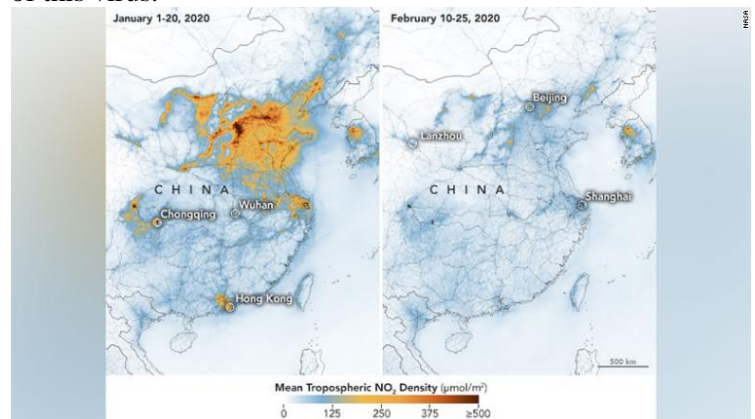 of this virus.
January 1-20, 2020
February 10-25, 2020
NASA
Beijing
Lanzhou
CHINA
CHINA
Wuhan
Chongqing
Shanghai
Hong Kong
500 km
Mean Tropospheric NO₂ Density (µmol/m²)
0 125 250 375 ≥500